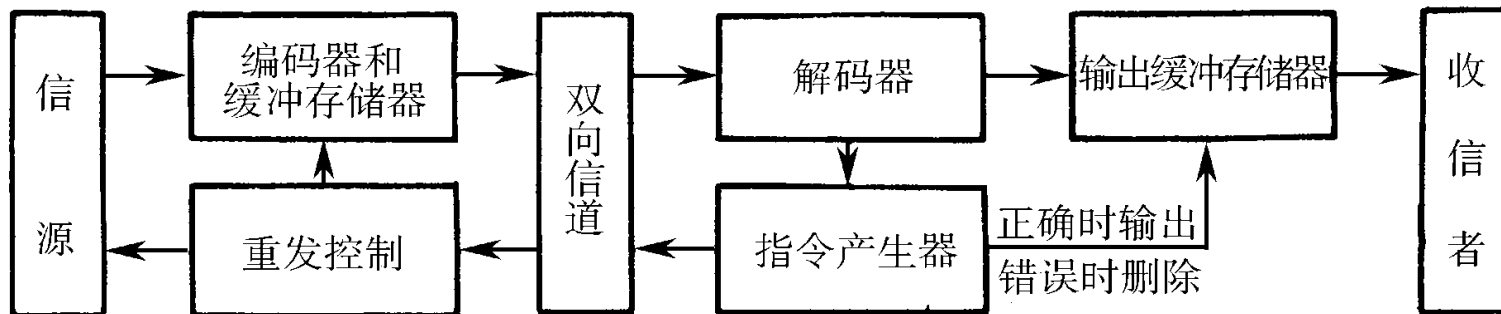 信源
编码器和
缓冲存储器
双向信道
解码器
输出缓冲存储器
收信者
重发控制
指令产生器
正确时输出
错误时删除